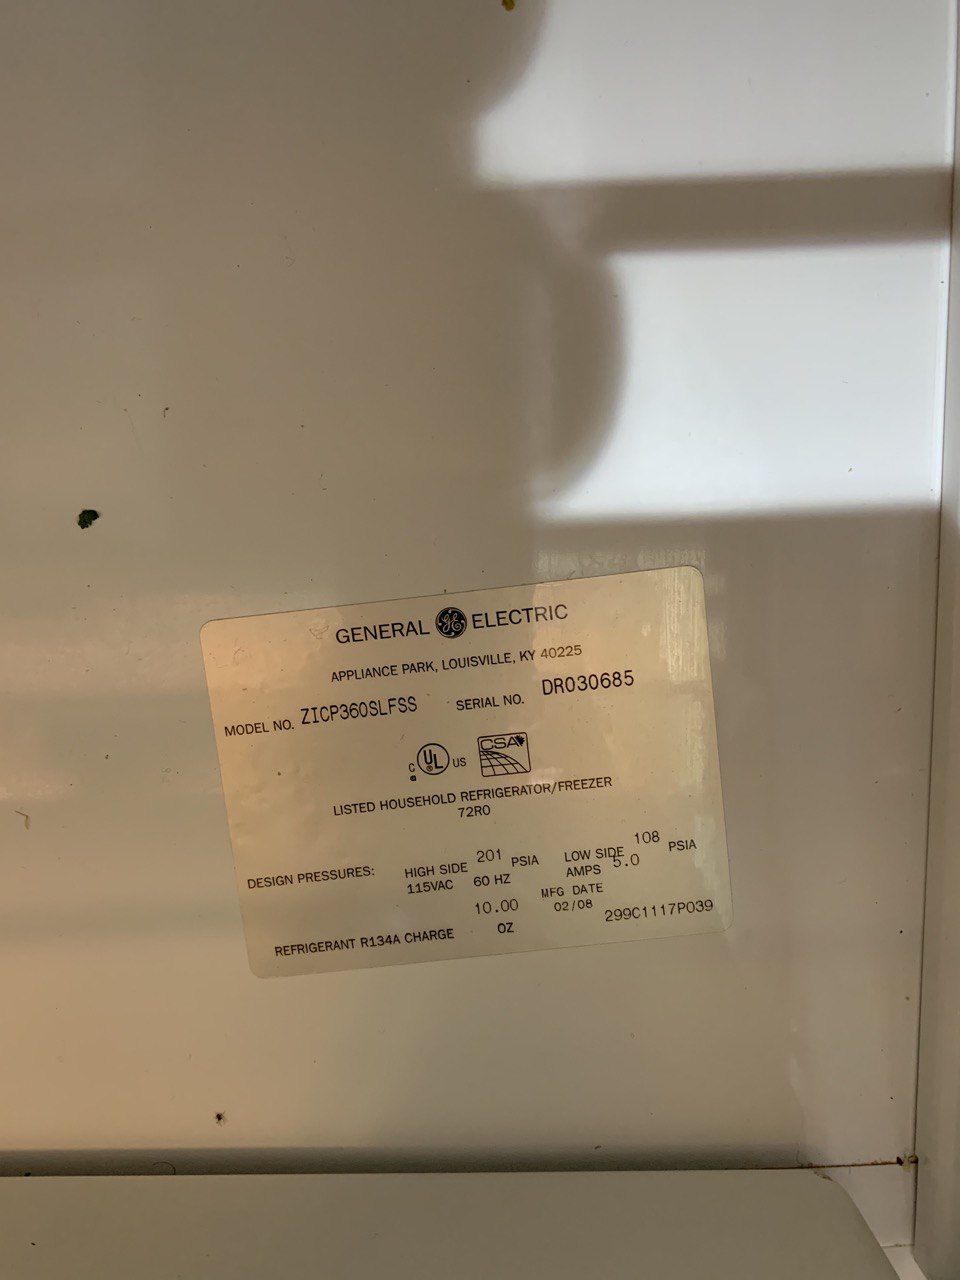 GENERAL GE ELECTRIC
APPLIANCE PARK, LOUISVILLE, KY 40225
MODEL NO. ZICP360SLFSS SERIAL NO. DR030685
C UL US CSA
®
LISTED HOUSEHOLD REFRIGERATOR/FREEZER
72R0
DESIGN PRESSURES: HIGH SIDE 201 PSIA LOW SIDE 108 PSIA
115VAC 60 HZ AMPS 5.0
MFG DATE
REFRIGERANT R134A CHARGE 10.00 OZ 02/08 299C1117P039